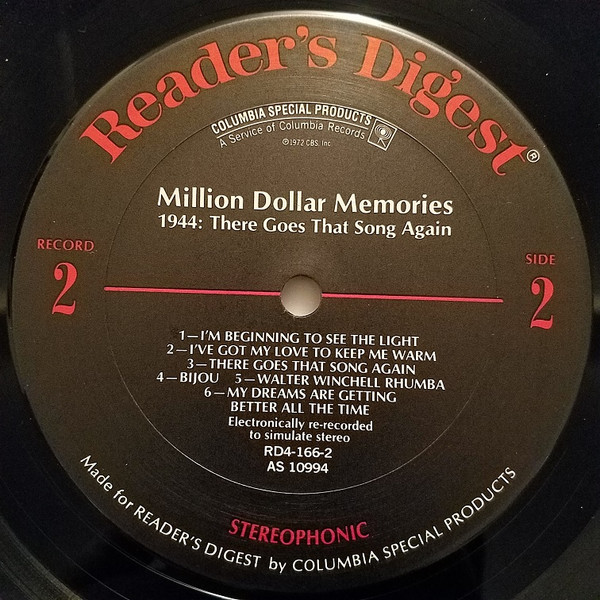 Reader's Digest®
COLUMBIA SPECIAL PRODUCTS
A Service of Columbia Records
©1972 CBS, Inc.
Million Dollar Memories
1944: There Goes That Song Again
RECORD
2
SIDE
2
1—I'M BEGINNING TO SEE THE LIGHT
2—I'VE GOT MY LOVE TO KEEP ME WARM
3—THERE GOES THAT SONG AGAIN
4—BIJOU 5—WALTER WINCHELL RHUMBA
6—MY DREAMS ARE GETTING
BETTER ALL THE TIME
Electronically re-recorded
to simulate stereo
RD4-166-2
AS 10994
STEREOPHONIC
Made for READER'S DIGEST by COLUMBIA SPECIAL PRODUCTS